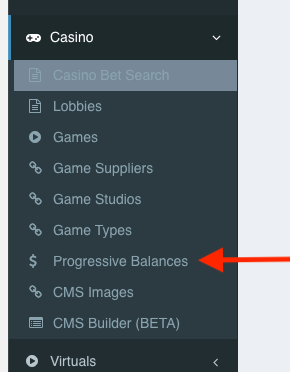 Casino
Casino Bet Search
Lobbies
Games
Game Suppliers
Game Studios
Game Types
$ Progressive Balances
CMS Images
CMS Builder (BETA)
Virtuals